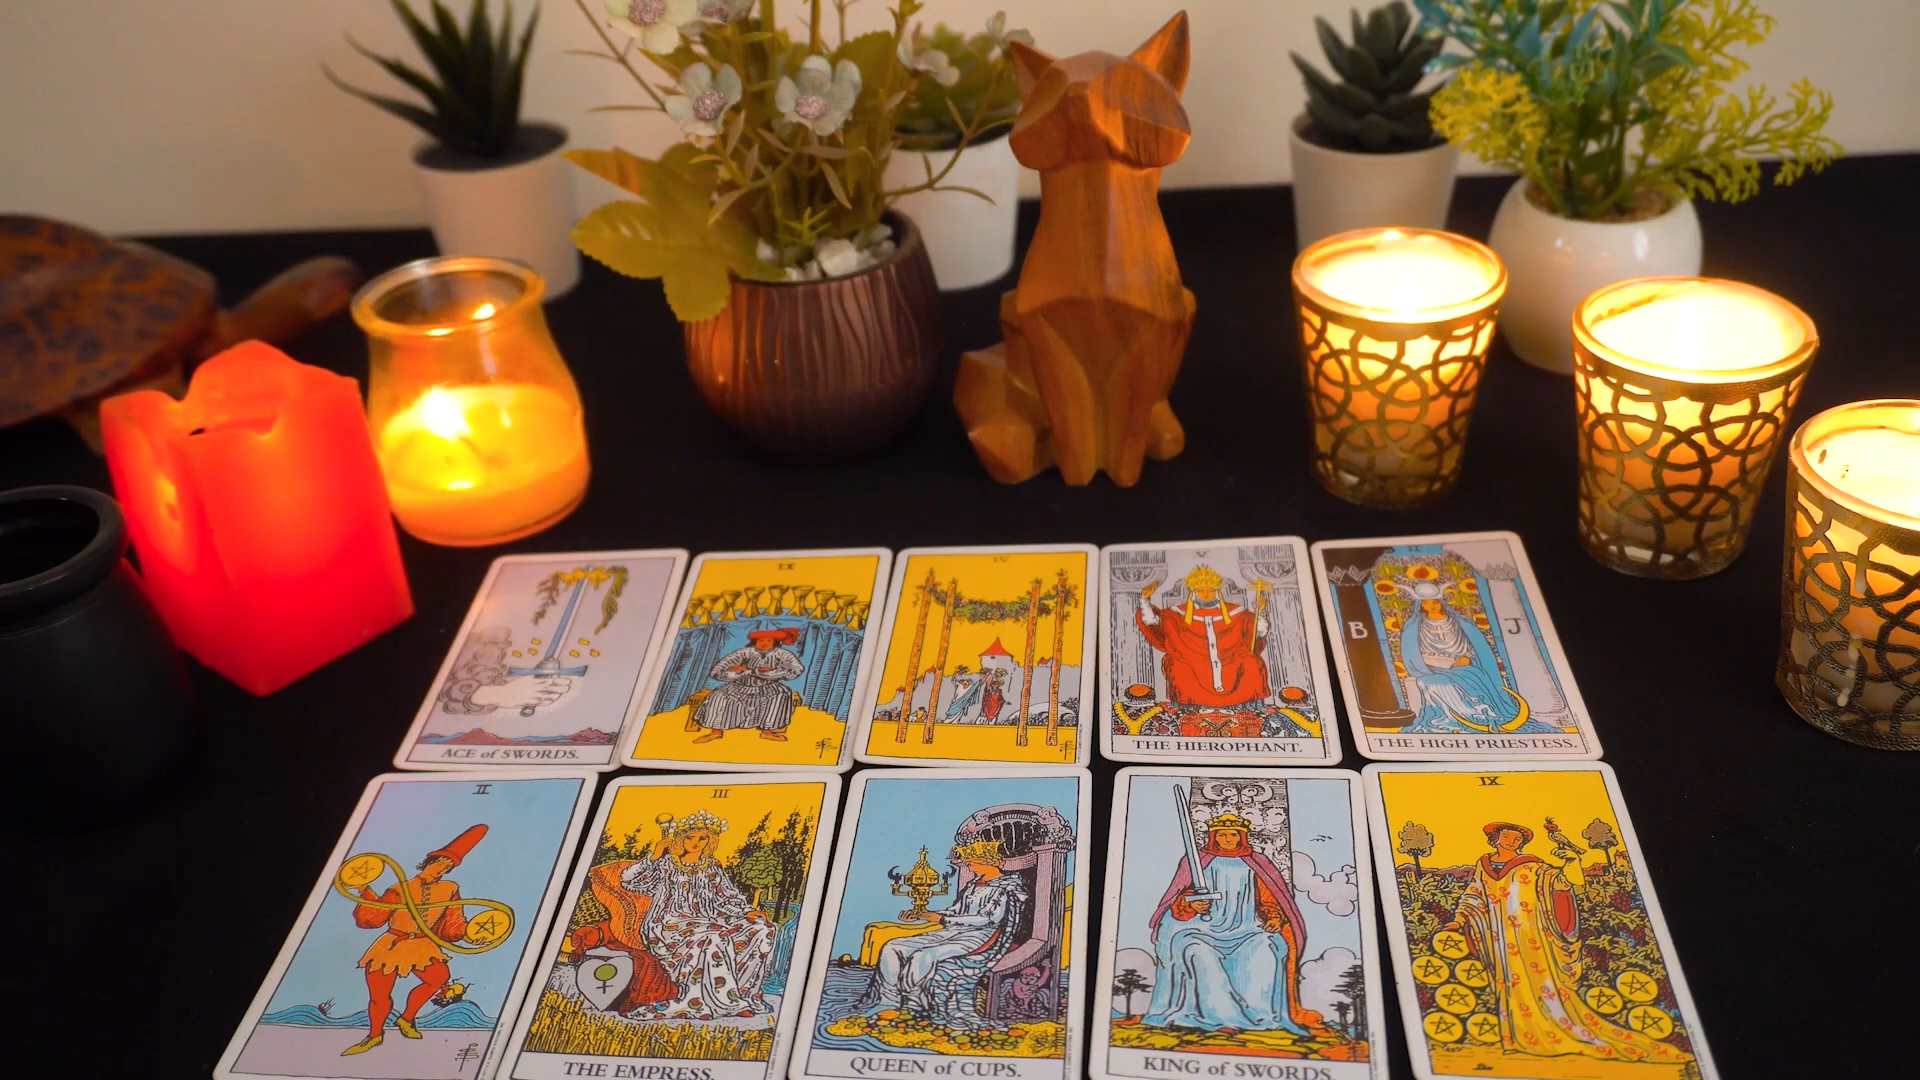 IX
IV
V
II
B
J
ACE of SWORDS.
THE HIEROPHANT.
THE HIGH PRIESTESS.
II
III
IX
THE EMPRESS.
QUEEN of CUPS.
KING of SWORDS.